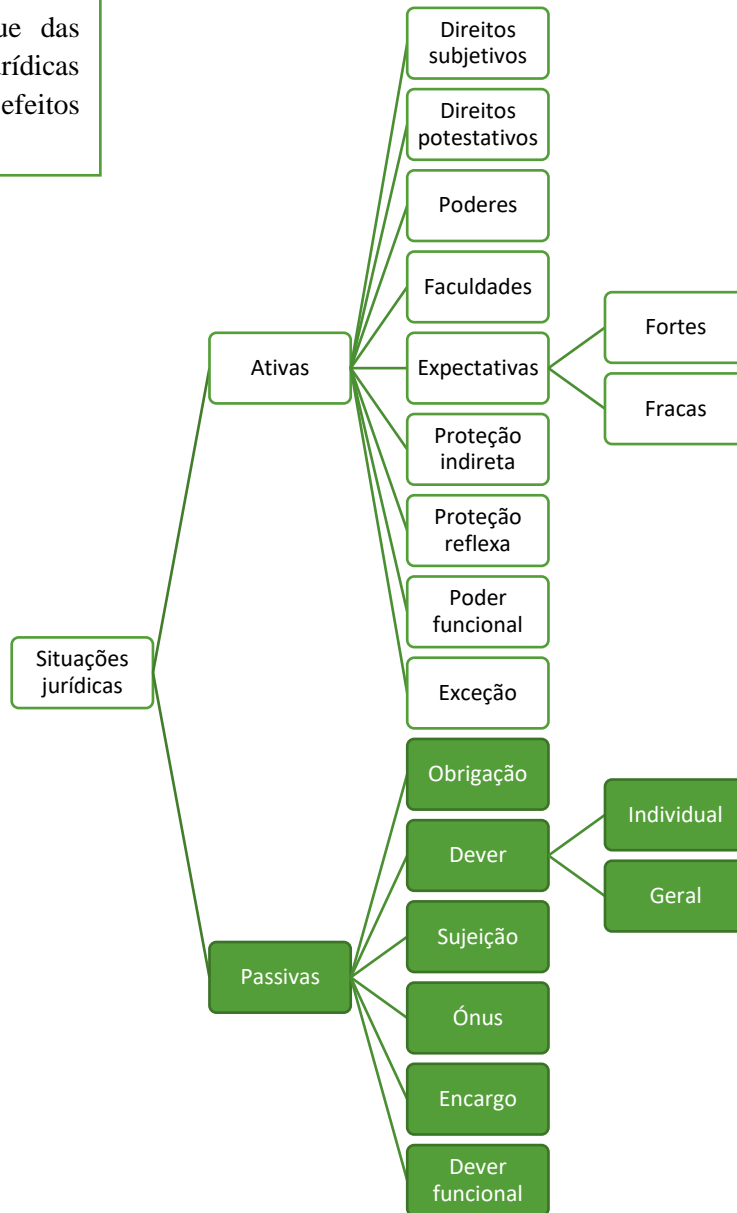 ue das
rídicas
efeitos
Direitos
subjetivos
Direitos
potestativos
Poderes
Faculdades
Fortes
Ativas
Expectativas
Fracas
Proteção
indireta
Proteção
reflexa
Poder
funcional
Situações
jurídicas
Exceção
Obrigação
Individual
Dever
Geral
Sujeição
Passivas
Ónus
Encargo
Dever
funcional